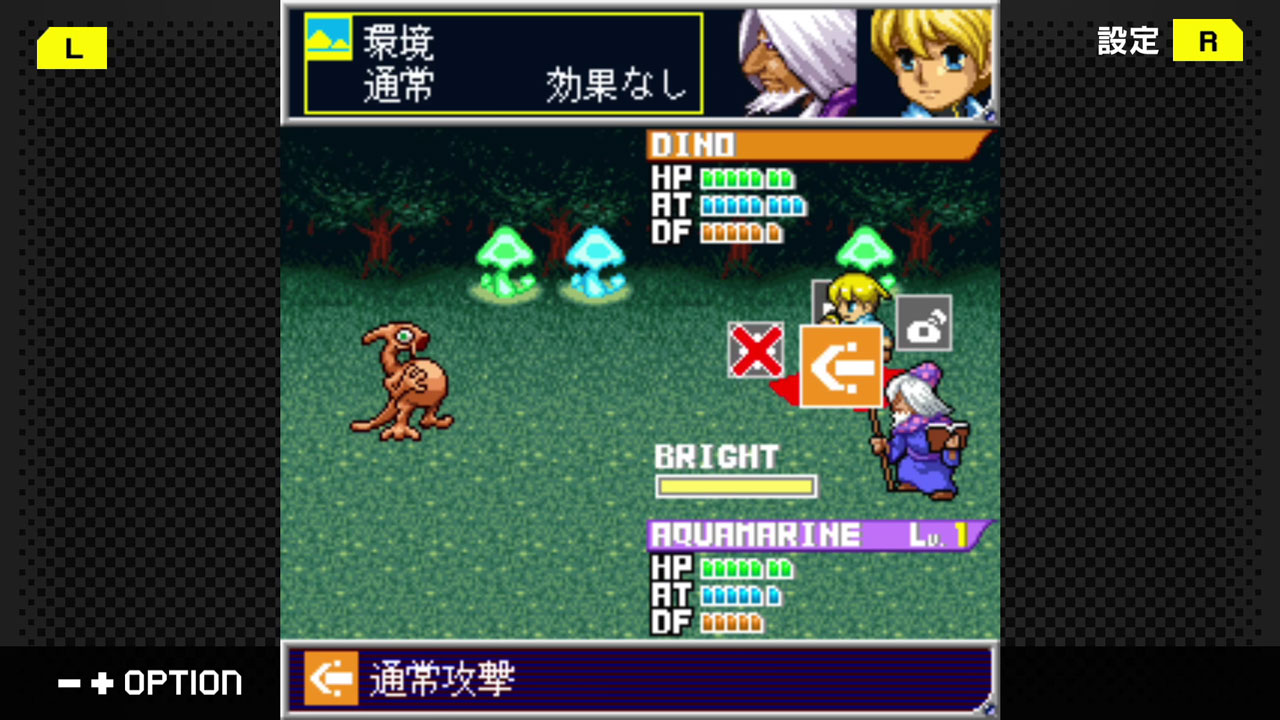 L
設定 R
環境
通常 効果なし
DINO
HP
AT
DF
BRIGHT
AQUAMARINE Lv. 1
HP
AT
DF
通常攻撃
− + OPTION